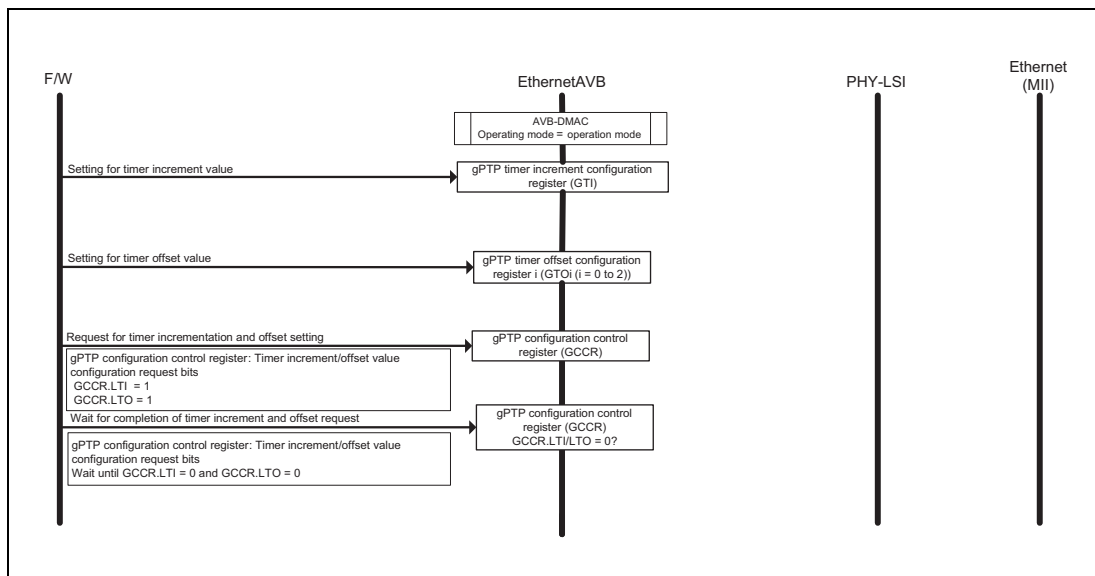 F/W
EthernetAVB
PHY-LSI
Ethernet
(MII)
AVB-DMAC
Operating mode = operation mode
Setting for timer increment value
gPTP timer increment configuration
register (GTI)
Setting for timer offset value
gPTP timer offset configuration
register i (GTOi (i = 0 to 2))
Request for timer incrementation and offset setting
gPTP configuration control
register (GCCR)
gPTP configuration control register: Timer increment/offset value
configuration request bits
GCCR.LTI = 1
GCCR.LTO = 1
Wait for completion of timer increment and offset request
gPTP configuration control
register (GCCR)
GCCR.LTI/LTO = 0?
gPTP configuration control register: Timer increment/offset value
configuration request bits
Wait until GCCR.LTI = 0 and GCCR.LTO = 0